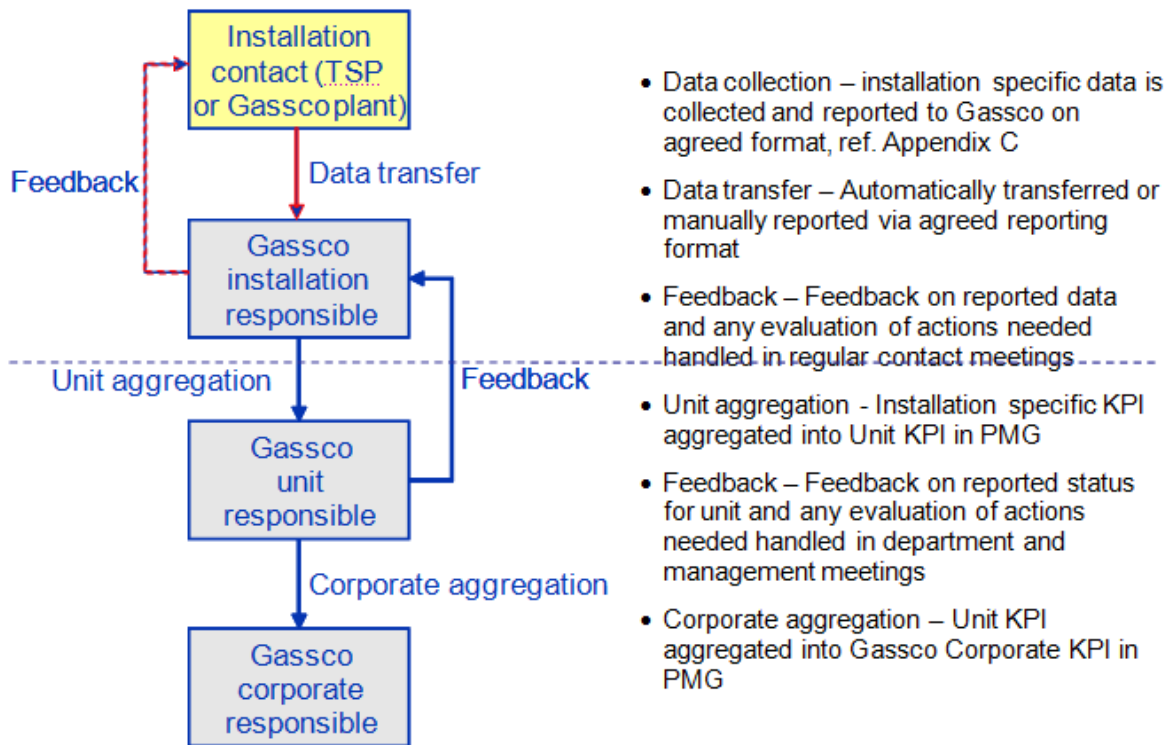 Installation
contact (TSP
or Gassco plant)
Feedback
Data transfer
Gassco
installation
responsible
Unit aggregation
Feedback
Gassco
unit
responsible
Corporate aggregation
Gassco
corporate
responsible
• Data collection – installation specific data is
collected and reported to Gassco on
agreed format, ref. Appendix C
• Data transfer – Automatically transferred or
manually reported via agreed reporting
format
• Feedback – Feedback on reported data
and any evaluation of actions needed
handled in regular contact meetings
• Unit aggregation - Installation specific KPI
aggregated into Unit KPI in PMG
• Feedback – Feedback on reported status
for unit and any evaluation of actions
needed handled in department and
management meetings
• Corporate aggregation – Unit KPI
aggregated into Gassco Corporate KPI in
PMG